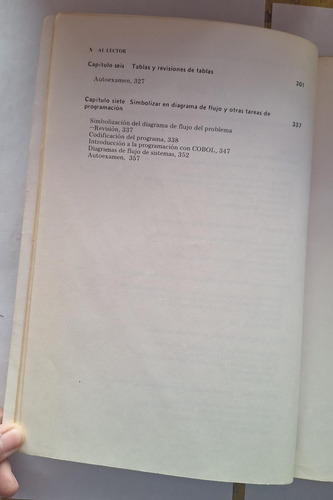 X AL LECTOR
Capítulo seis Tablas y revisiones de tablas 301
Autoexamen, 327
Capítulo siete Simbolizar en diagrama de flujo y otras tareas de
programación 337
Simbolización del diagrama de flujo del problema
—Revisión, 337
Codificación del programa, 338
Introducción a la programación con COBOL, 347
Diagramas de flujo de sistemas, 352
Autoexamen, 357